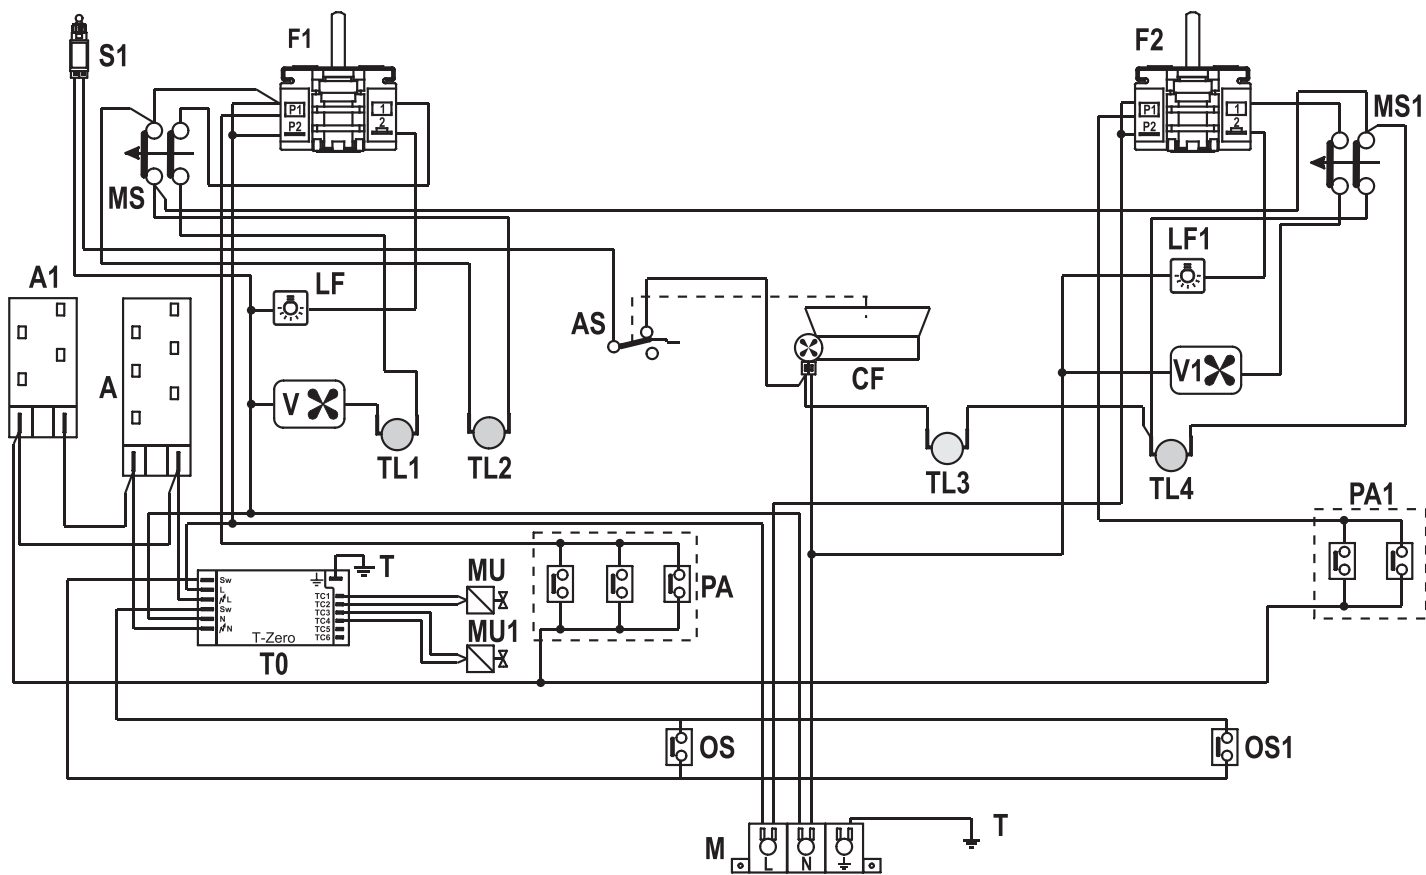 S1
F1
P1
P2
1
2
F2
P1
P2
1
2
MS1
MS
LF1
A1
LF
AS
CF
A
V
V1
TL1
TL2
TL3
TL4
PA1
T
MU
PA
MU1
Sw
L
L
Sw
N
N
TC1
TC2
TC3
TC4
TC5
TC6
T-Zero
T0
OS
OS1
M
L
N
T